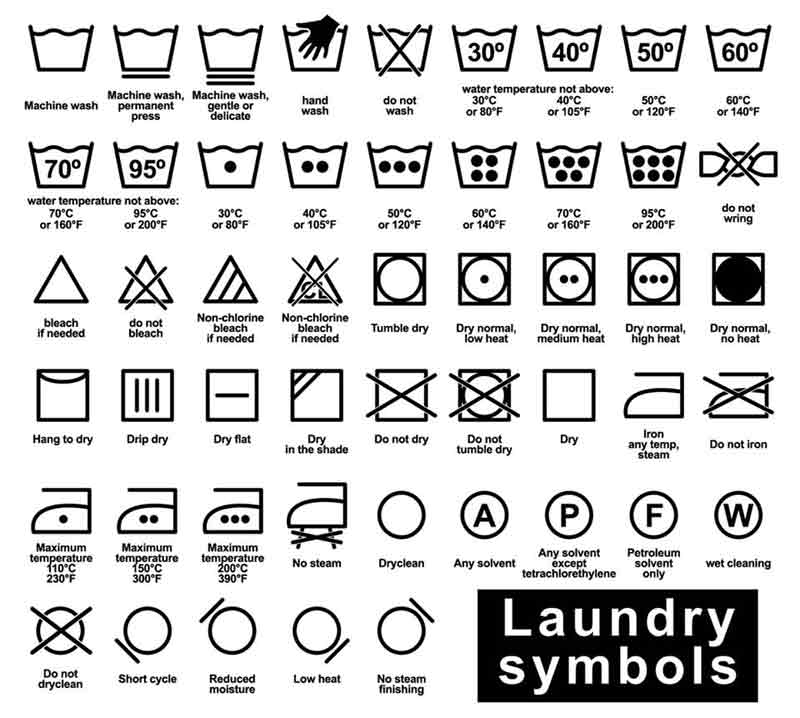 30º 40º 50º 60º
Machine wash
Machine wash,
permanent
press
Machine wash,
gentle or
delicate
hand
wash
do not
wash
water temperature not above:
30°C
or 80°F
40°C
or 105°F
50°C
or 120°F
60°C
or 140°F
70º 95º
water temperature not above:
70°C
or 160°F
95°C
or 200°F
30°C
or 80°F
40°C
or 105°F
50°C
or 120°F
60°C
or 140°F
70°C
or 160°F
95°C
or 200°F
do not
wring
CL
bleach
if needed
do not
bleach
Non-chlorine
bleach
if needed
Non-chlorine
bleach
if needed
Tumble dry
Dry normal,
low heat
Dry normal,
medium heat
Dry normal,
high heat
Dry normal,
no heat
Hang to dry
Drip dry
Dry flat
Dry
in the shade
Do not dry
Do not
tumble dry
Dry
Iron
any temp,
steam
Do not iron
A P F W
Maximum
temperature
110°C
230°F
Maximum
temperature
150°C
300°F
Maximum
temperature
200°C
390°F
No steam
Dryclean
Any solvent
Any solvent
except
tetrachlorethylene
Petroleum
solvent
only
wet cleaning
Do not
dryclean
Short cycle
Reduced
moisture
Low heat
No steam
finishing
Laundry
symbols